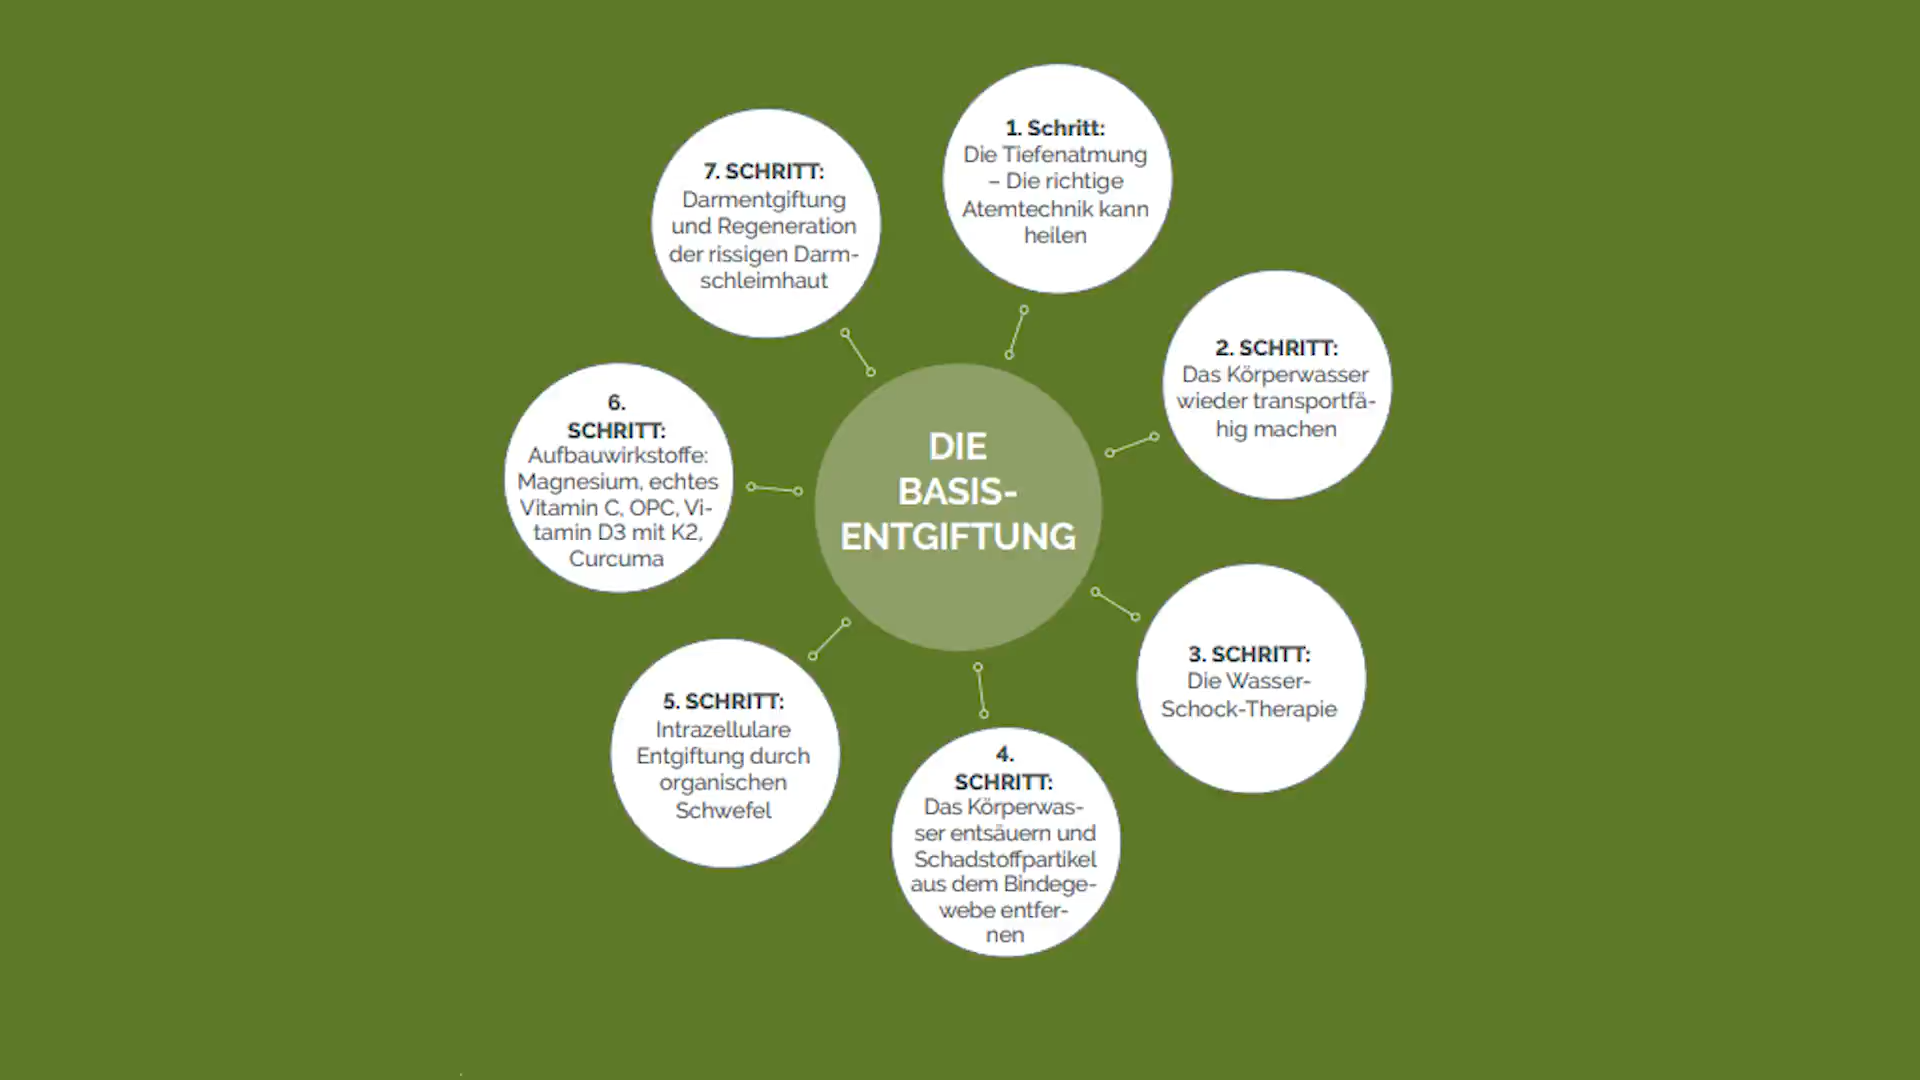 DIE
BASIS-
ENTGIFTUNG
1. Schritt:
Die Tiefenatmung
– Die richtige
Atemtechnik kann
heilen
2. SCHRITT:
Das Körperwasser
wieder transportfä-
hig machen
3. SCHRITT:
Die Wasser-
Schock-Therapie
4.
SCHRITT:
Das Körperwas-
ser entsäuern und
Schadstoffpartikel
aus dem Bindege-
webe entfer-
nen
5. SCHRITT:
Intrazellulare
Entgiftung durch
organischen
Schwefel
6.
SCHRITT:
Aufbauwirkstoffe:
Magnesium, echtes
Vitamin C, OPC, Vi-
tamin D3 mit K2,
Curcuma
7. SCHRITT:
Darmentgiftung
und Regeneration
der rissigen Darm-
schleimhaut